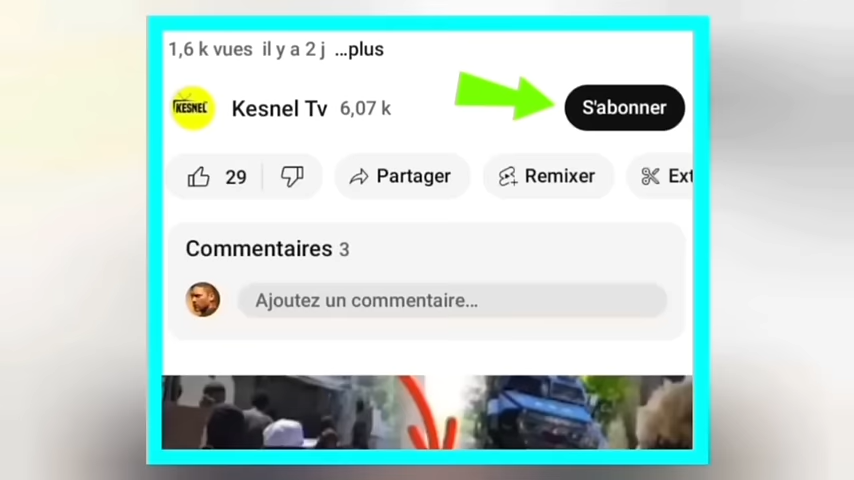 1,6 k vues il y a 2 j ...plus
KESNEL
Kesnel Tv 6,07 k
S'abonner
29
Partager
Remixer
Ext
Commentaires 3
Ajoutez un commentaire...